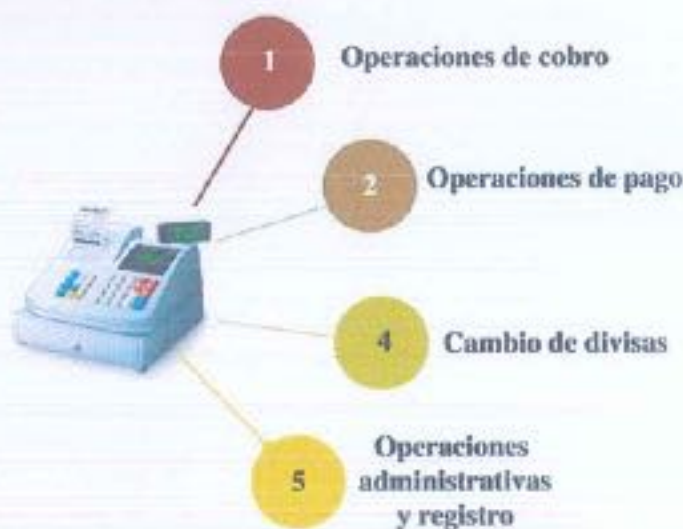 1
Operaciones de cobro
2
Operaciones de pago
4
Cambio de divisas
5
Operaciones
administrativas
y registro